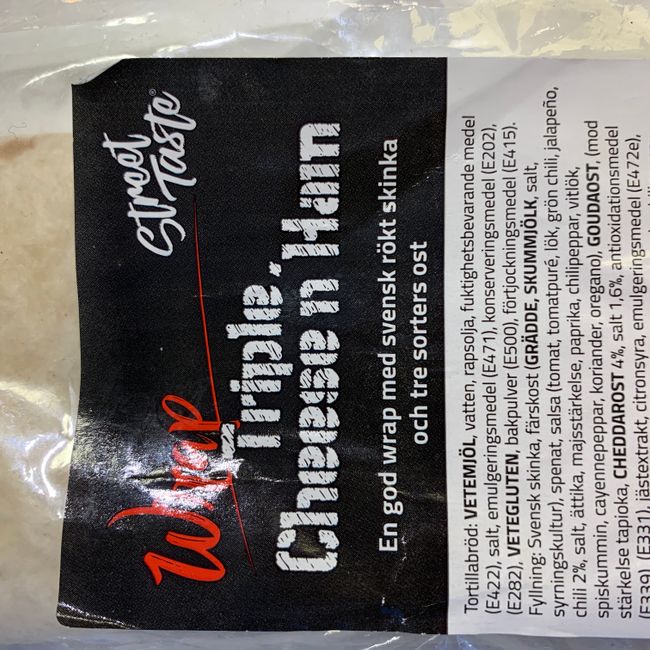 Street
Taste®
Wrap
Triple,
Cheese n Ham
En god wrap med svensk rökt skinka
och tre sorters ost
Tortillabröd: VETEMJÖL, vatten, rapsolja, fuktighetsbevarande medel
(E422), salt, emulgeringsmedel (E471), konserveringsmedel (E202),
(E282), VETEGLUTEN, bakpulver (E500), förtjockningsmedel (E415).
Fyllning: Svensk skinka, färskost (GRÄDDE, SKUMMJÖLK, salt,
syrningskultur), spenat, salsa (tomat, tomatpuré, lök, grön chili, jalapeño,
chili 2%, salt, ättika, majsstärkelse, paprika, chilipeppar, vitlök,
spiskummin, cayennepeppar, koriander, oregano), GOUDAOST, (mod
stärkelse tapioka, CHEDDAROST 4%, salt 1,6%, antioxidationsmedel
(E339), (E331), jästextrakt, citronsyra, emulgeringsmedel (E472e),